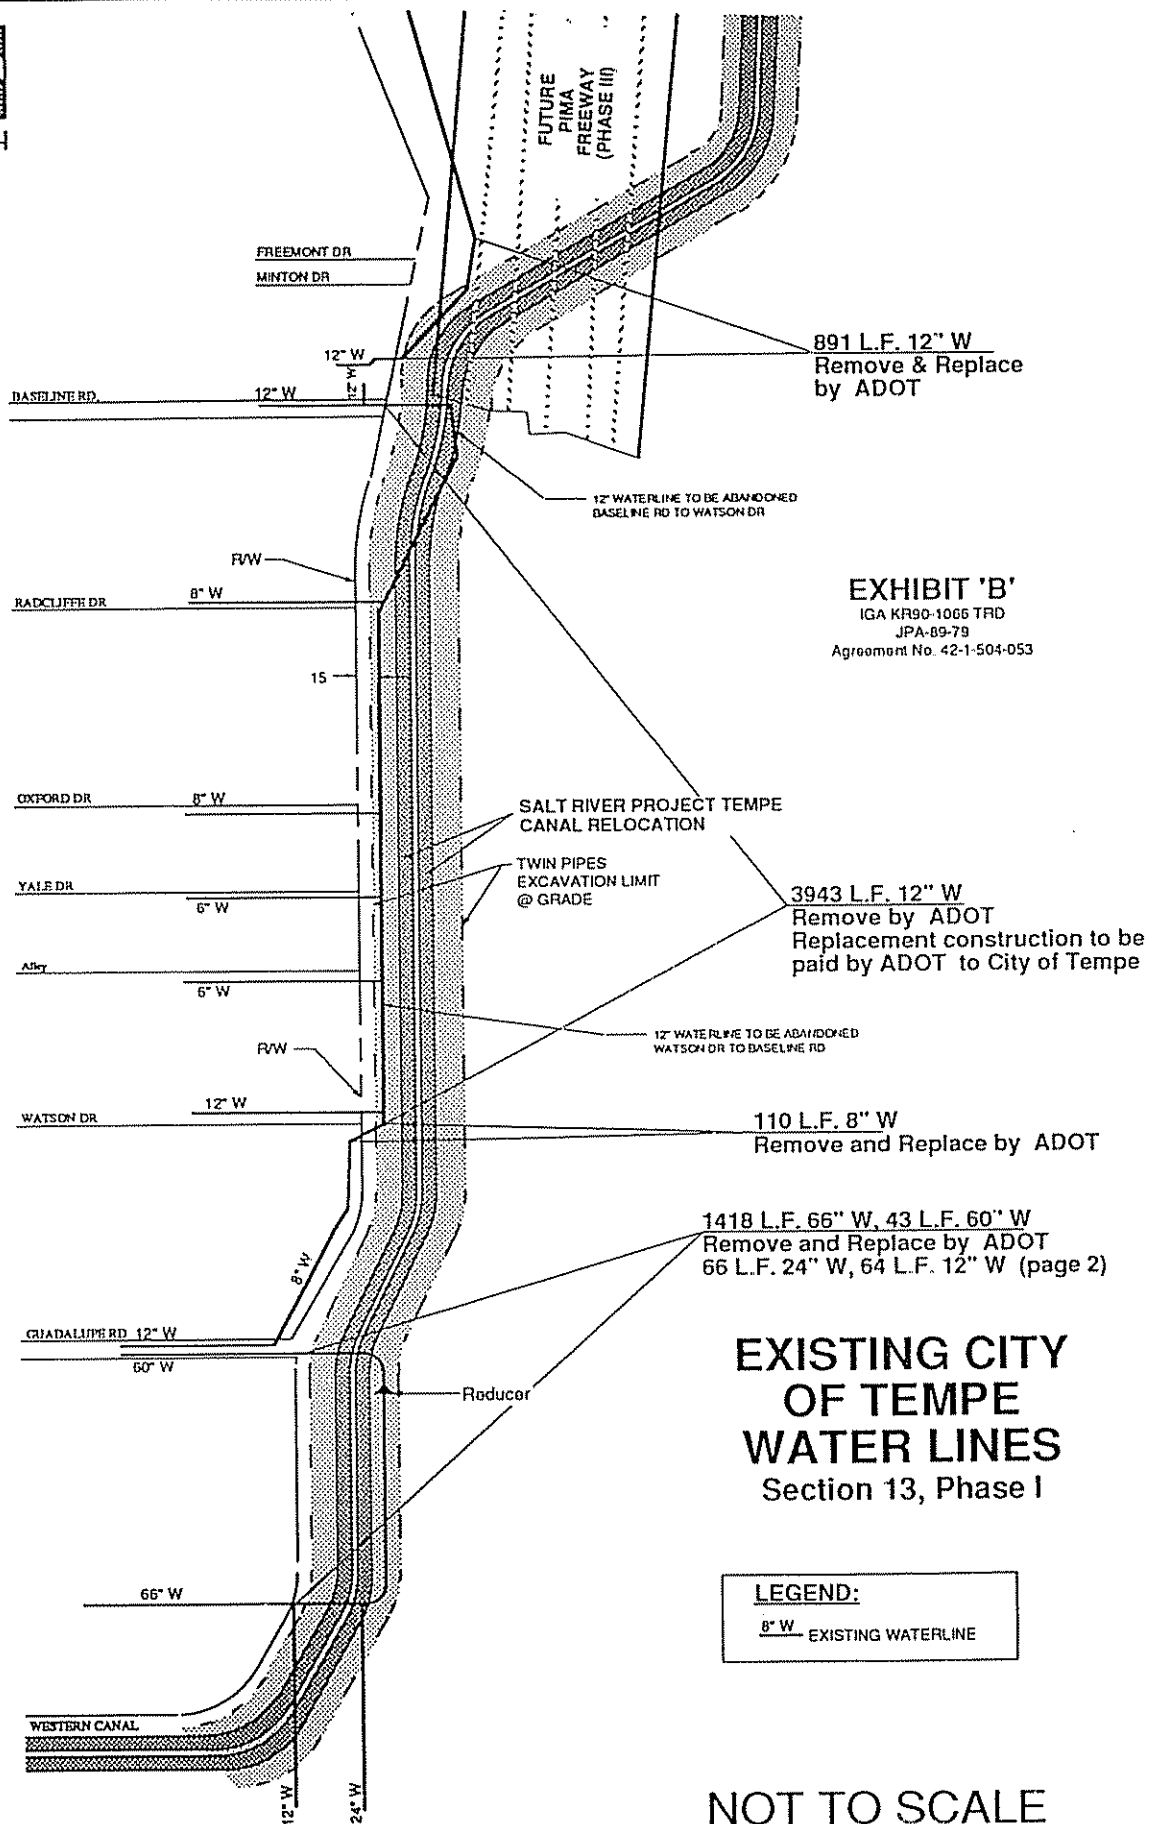 FUTURE
PIMA
FREEWAY
(PHASE III)
FREEMONT DR
MINTON DR
12" W
12" W
BASELINE RD.
12" W
891 L.F. 12" W
Remove & Replace
by ADOT
12" WATERLINE TO BE ABANDONED
BASELINE RD TO WATSON DR
R/W
RADCLIFFE DR
8" W
EXHIBIT 'B'
IGA KR90-1066 TRD
JPA-89-79
Agreement No. 42-1-504-053
15
OXFORD DR
8" W
SALT RIVER PROJECT TEMPE
CANAL RELOCATION
TWIN PIPES
EXCAVATION LIMIT
@ GRADE
YALE DR
6" W
3943 L.F. 12" W
Remove by ADOT
Replacement construction to be
paid by ADOT to City of Tempe
Alley
6" W
12" WATERLINE TO BE ABANDONED
WATSON DR TO BASELINE RD
R/W
12" W
WATSON DR
110 L.F. 8" W
Remove and Replace by ADOT
1418 L.F. 66" W, 43 L.F. 60" W
Remove and Replace by ADOT
66 L.F. 24" W, 64 L.F. 12" W (page 2)
8" W
GUADALUPE RD 12" W
60" W
Reducer
EXISTING CITY
OF TEMPE
WATER LINES
Section 13, Phase I
66" W
LEGEND:
8" W EXISTING WATERLINE
WESTERN CANAL
12" W
24" W
NOT TO SCALE